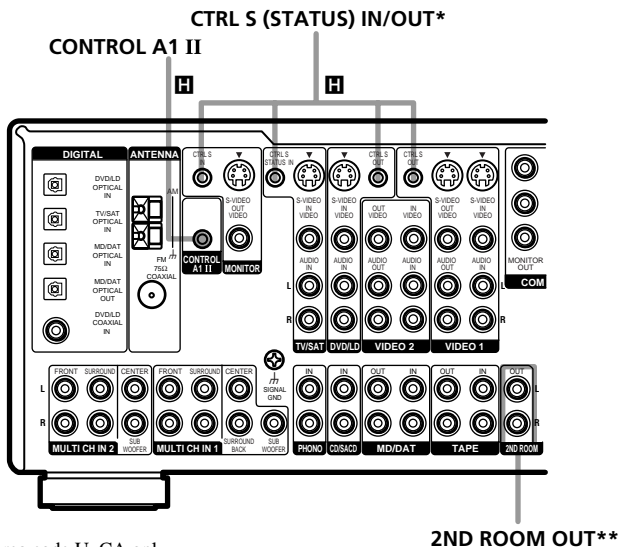 CTRL S (STATUS) IN/OUT*
CONTROL A1 II
H H
DIGITAL
DVD/LD OPTICAL IN
TV/SAT OPTICAL IN
MD/DAT OPTICAL IN
MD/DAT OPTICAL OUT
DVD/LD COAXIAL IN
ANTENNA
AM
FM 75Ω COAXIAL
CTRL S IN
S-VIDEO OUT
VIDEO
CONTROL A1 II
MONITOR
CTRL S STATUS IN
S-VIDEO IN
VIDEO
AUDIO IN
L
R
TV/SAT
S-VIDEO IN
VIDEO
AUDIO IN
DVD/LD
CTRL S OUT
OUT VIDEO
IN VIDEO
AUDIO OUT
AUDIO IN
VIDEO 2
CTRL S OUT
S-VIDEO OUT
VIDEO
S-VIDEO IN
VIDEO
AUDIO OUT
AUDIO IN
L
R
VIDEO 1
MONITOR OUT
COM
FRONT SURROUND CENTER
L
R
MULTI CH IN 2
SUB WOOFER
FRONT SURROUND CENTER
MULTI CH IN 1
SURROUND BACK
SUB WOOFER
SIGNAL GND
IN
PHONO
IN
CD/SACD
OUT IN
MD/DAT
OUT IN
TAPE
OUT
L
R
2ND ROOM
2ND ROOM OUT**